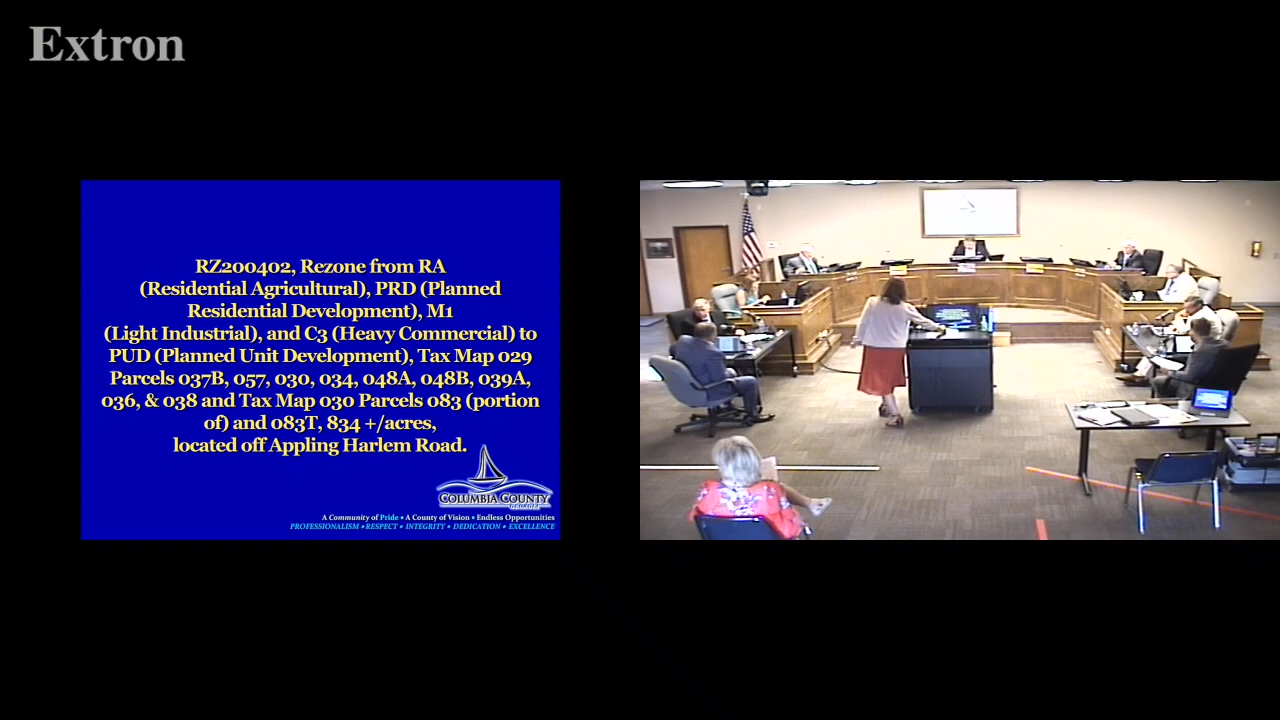 Extron
RZ200402, Rezone from RA
(Residential Agricultural), PRD (Planned
Residential Development), M1
(Light Industrial), and C3 (Heavy Commercial) to
PUD (Planned Unit Development), Tax Map 029
Parcels 037B, 057, 030, 034, 048A, 048B, 039A,
036, & 038 and Tax Map 030 Parcels 083 (portion
of) and 083T, 834 +/acres,
located off Appling Harlem Road.
COLUMBIA COUNTY
GEORGIA
A Community of Pride • A County of Vision • Endless Opportunities
PROFESSIONALISM • RESPECT • INTEGRITY • DEDICATION • EXCELLENCE